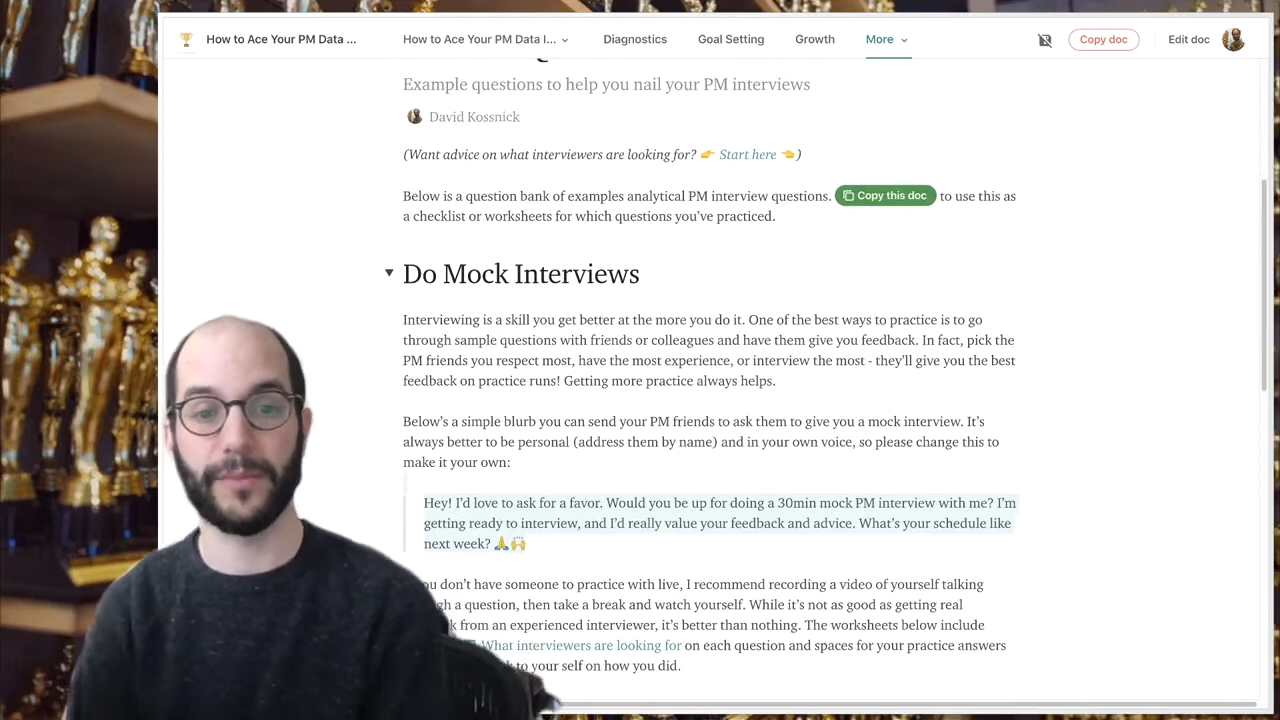 How to Ace Your PM Data ...
How to Ace Your PM Data I...
Diagnostics
Goal Setting
Growth
More
Copy doc
Edit doc
Example questions to help you nail your PM interviews
David Kossnick
(Want advice on what interviewers are looking for? 👉 Start here 👈)
Below is a question bank of examples analytical PM interview questions. Copy this doc to use this as
a checklist or worksheets for which questions you've practiced.
Do Mock Interviews
Interviewing is a skill you get better at the more you do it. One of the best ways to practice is to go
through sample questions with friends or colleagues and have them give you feedback. In fact, pick the
PM friends you respect most, have the most experience, or interview the most - they'll give you the best
feedback on practice runs! Getting more practice always helps.
Below's a simple blurb you can send your PM friends to ask them to give you a mock interview. It's
always better to be personal (address them by name) and in your own voice, so please change this to
make it your own:
Hey! I'd love to ask for a favor. Would you be up for doing a 30min mock PM interview with me? I'm
getting ready to interview, and I'd really value your feedback and advice. What's your schedule like
next week? 🙏🙌
you don't have someone to practice with live, I recommend recording a video of yourself talking
a question, then take a break and watch yourself. While it's not as good as getting real
from an experienced interviewer, it's better than nothing. The worksheets below include
What interviewers are looking for on each question and spaces for your practice answers
to your self on how you did.